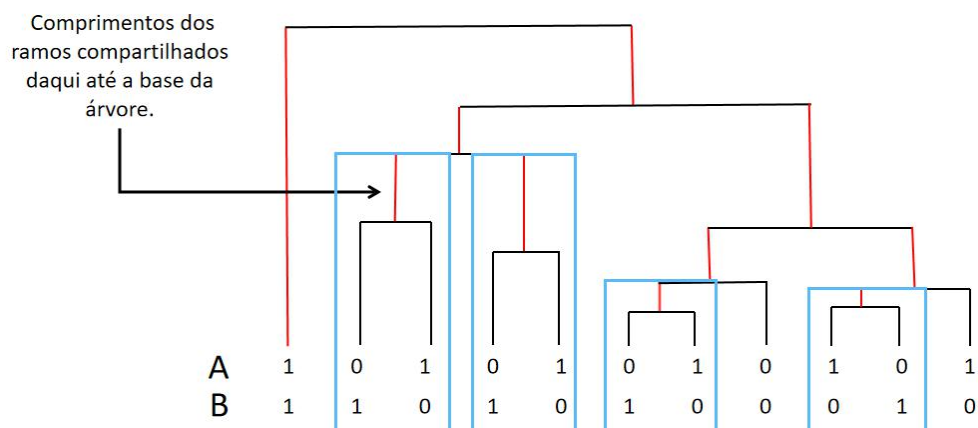 Comprimentos dos
ramos compartilhados
daqui até a base da
árvore.
A 1 0 1 0 1 0 1 0 1 0 1
B 1 1 0 1 0 1 0 0 0 1 0